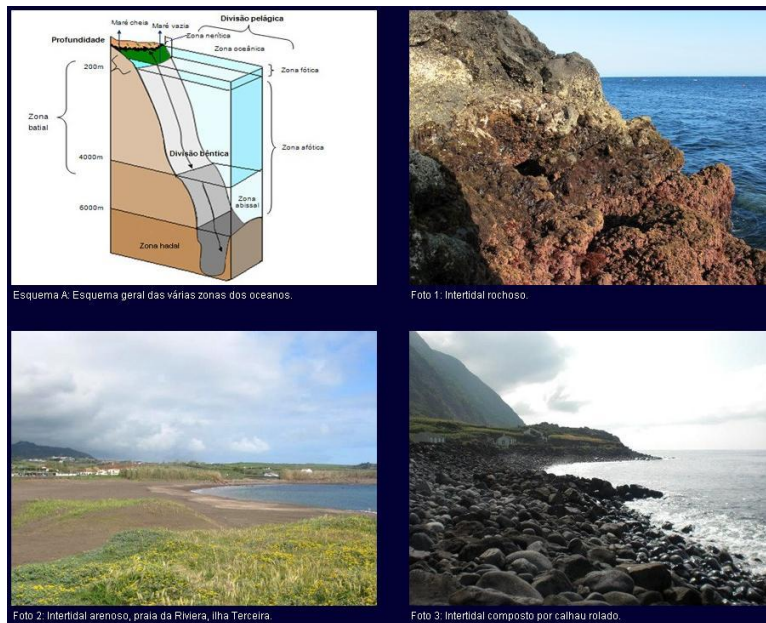 Maré cheia
Maré vazia
Divisão pelágica
Zona nerítica
Profundidade
Zona oceânica
200m
Zona fótica
Zona
batial
Divisão bêntica
Zona afótica
4000m
Zona
abissal
6000m
Zona hadal
Esquema A: Esquema geral das várias zonas dos oceanos.
Foto 1: Intertidal rochoso.
Foto 2: Intertidal arenoso, praia da Riviera, ilha Terceira.
Foto 3: Intertidal composto por calhau rolado.